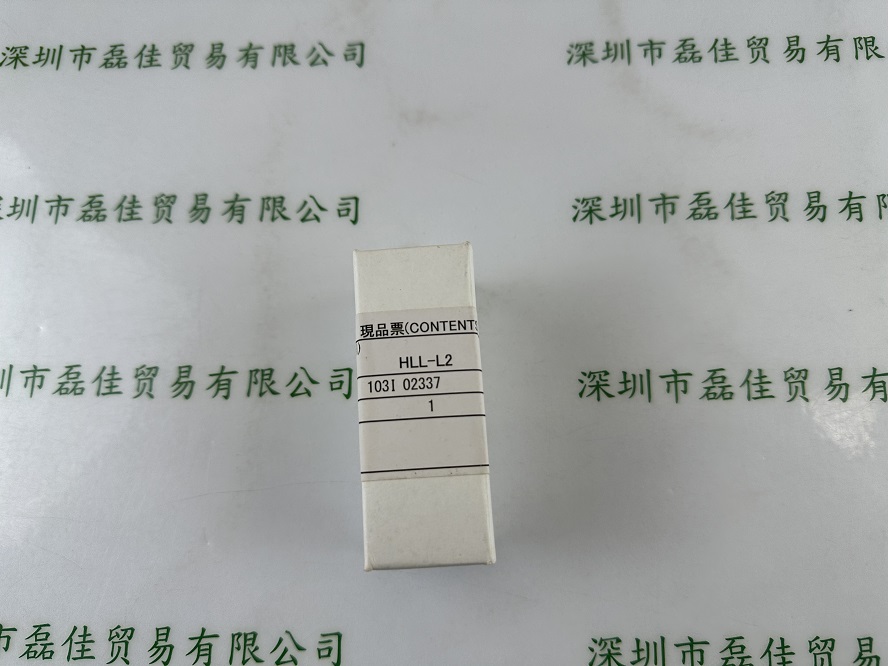 深圳市磊佳贸易有限公司
深圳市磊佳贸易有限
圳市磊佳贸易有限公司
深圳市磊佳贸易有
現品票(CONTENTS
)
HLL-L2
103I 02337
1
圳市磊佳贸易有限公司
深圳市磊佳贸易有
市磊佳贸易有限公司
深圳市磊佳贸易